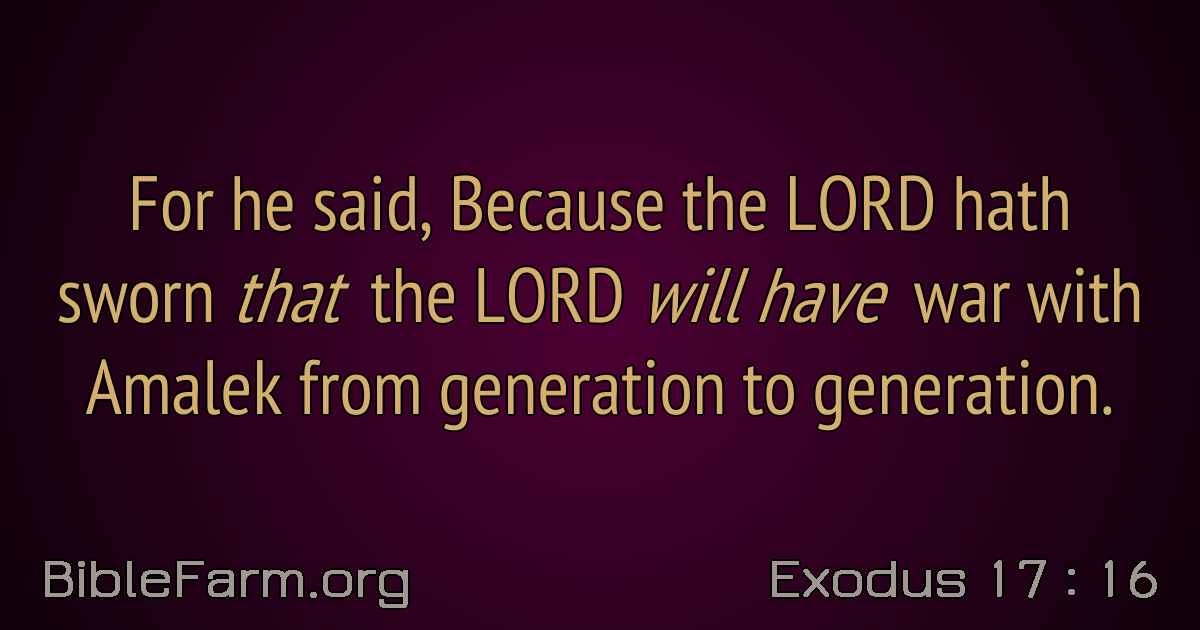 For he said, Because the LORD hath
sworn that the LORD will have war with
Amalek from generation to generation.
BibleFarm.org
Exodus 17 : 16